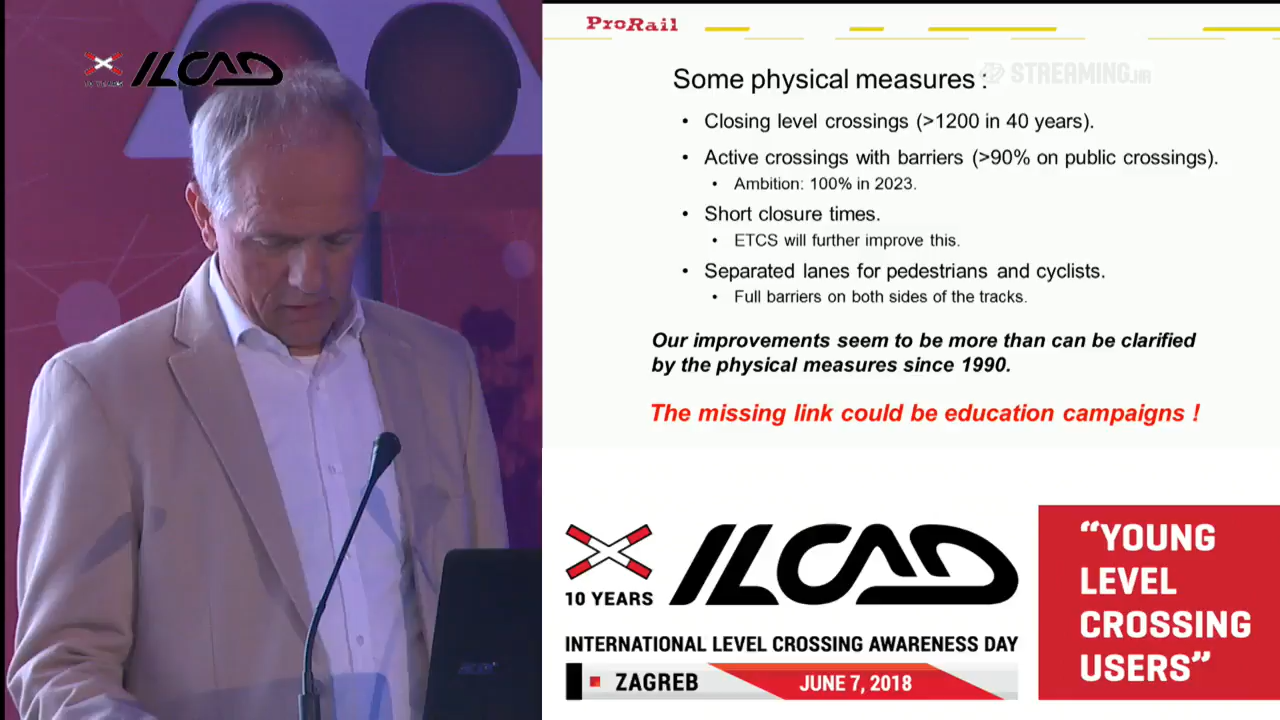 10 YEARS ILCAD
ProRail
STREAMING.HR
Some physical measures :
• Closing level crossings (>1200 in 40 years).
• Active crossings with barriers (>90% on public crossings).
• Ambition: 100% in 2023.
• Short closure times.
• ETCS will further improve this.
• Separated lanes for pedestrians and cyclists.
• Full barriers on both sides of the tracks.
Our improvements seem to be more than can be clarified
by the physical measures since 1990.
The missing link could be education campaigns !
10 YEARS ILCAD
INTERNATIONAL LEVEL CROSSING AWARENESS DAY
ZAGREB JUNE 7, 2018
“YOUNG
LEVEL
CROSSING
USERS”
acer